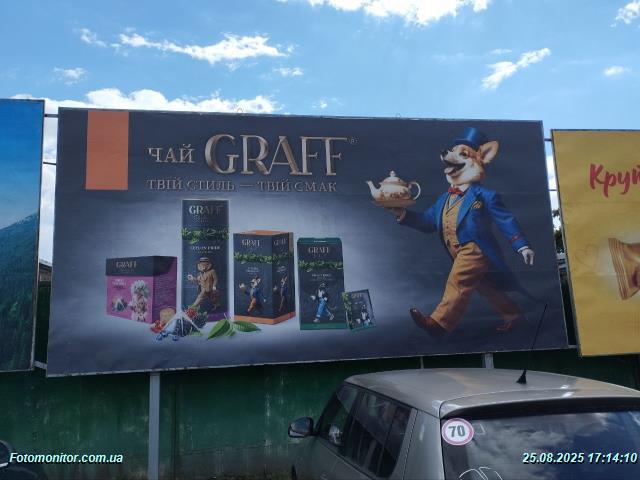 ЧАЙ GRAFF®
ТВІЙ СТИЛЬ — ТВІЙ СМАК
GRAFF
GRAFF
GRAFF
GRAFF
Круї
70
Fotomonitor.com.ua
25.08.2025 17:14:10